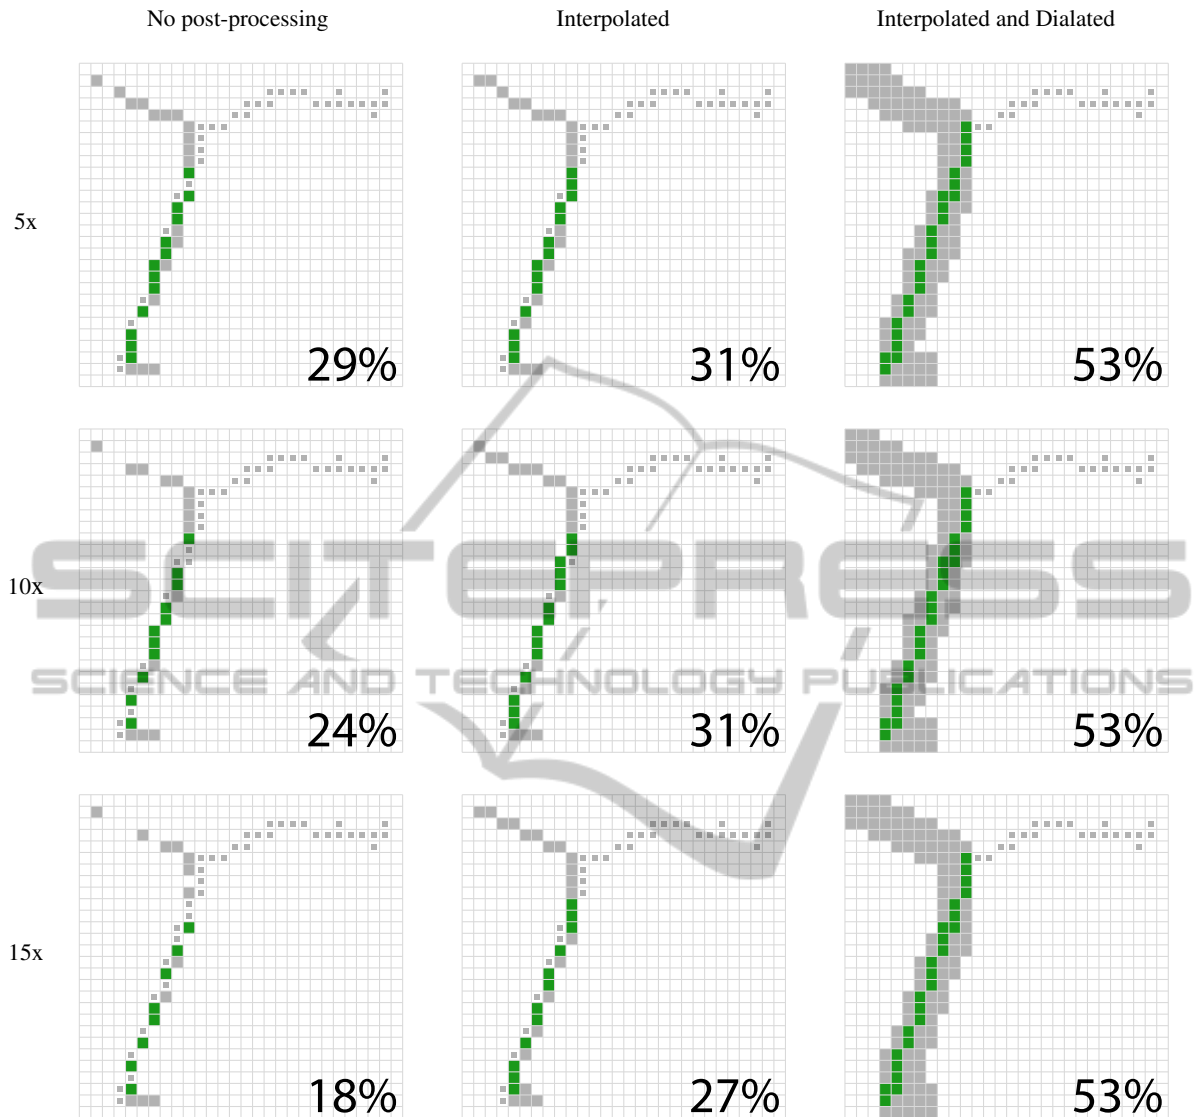 No post-processing Interpolated Interpolated and Dialated
5x
29% 31% 53%
10x
SCITEPRESS
SCIENCE AND TECHNOLOGY PUBLICATIONS
24% 31% 53%
15x
18% 27% 53%